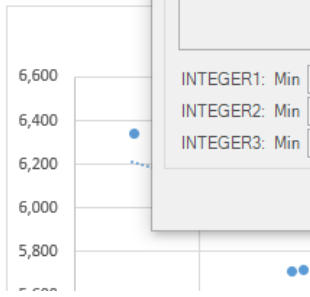 6,600
6,400
6,200
6,000
5,800
INTEGER1: Min
INTEGER2: Min
INTEGER3: Min